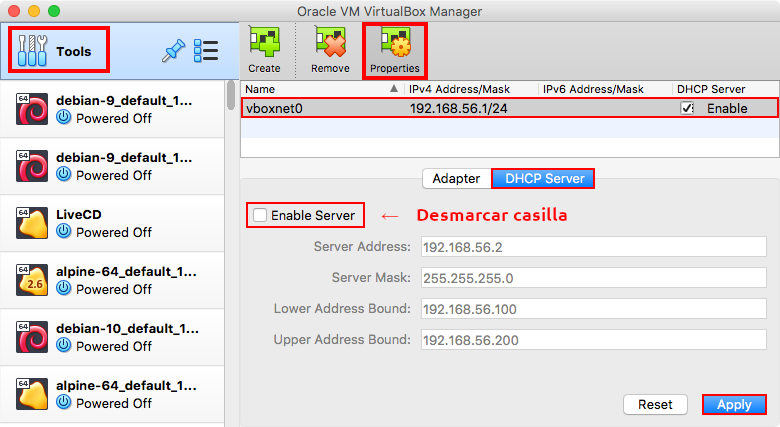 Oracle VM VirtualBox Manager
Tools
Create Remove Properties
64 debian-9_default_1...
Powered Off
64 debian-9_default_1...
Powered Off
64 LiveCD
Powered Off
64 2.6 alpine-64_default_1...
Powered Off
64 debian-10_default_1...
Powered Off
64 alpine-64_default_1...
Powered Off
Name IPv4 Address/Mask IPv6 Address/Mask DHCP Server
vboxnet0 192.168.56.1/24 Enable
Adapter DHCP Server
Enable Server ← Desmarcar casilla
Server Address: 192.168.56.2
Server Mask: 255.255.255.0
Lower Address Bound: 192.168.56.100
Upper Address Bound: 192.168.56.200
Reset Apply